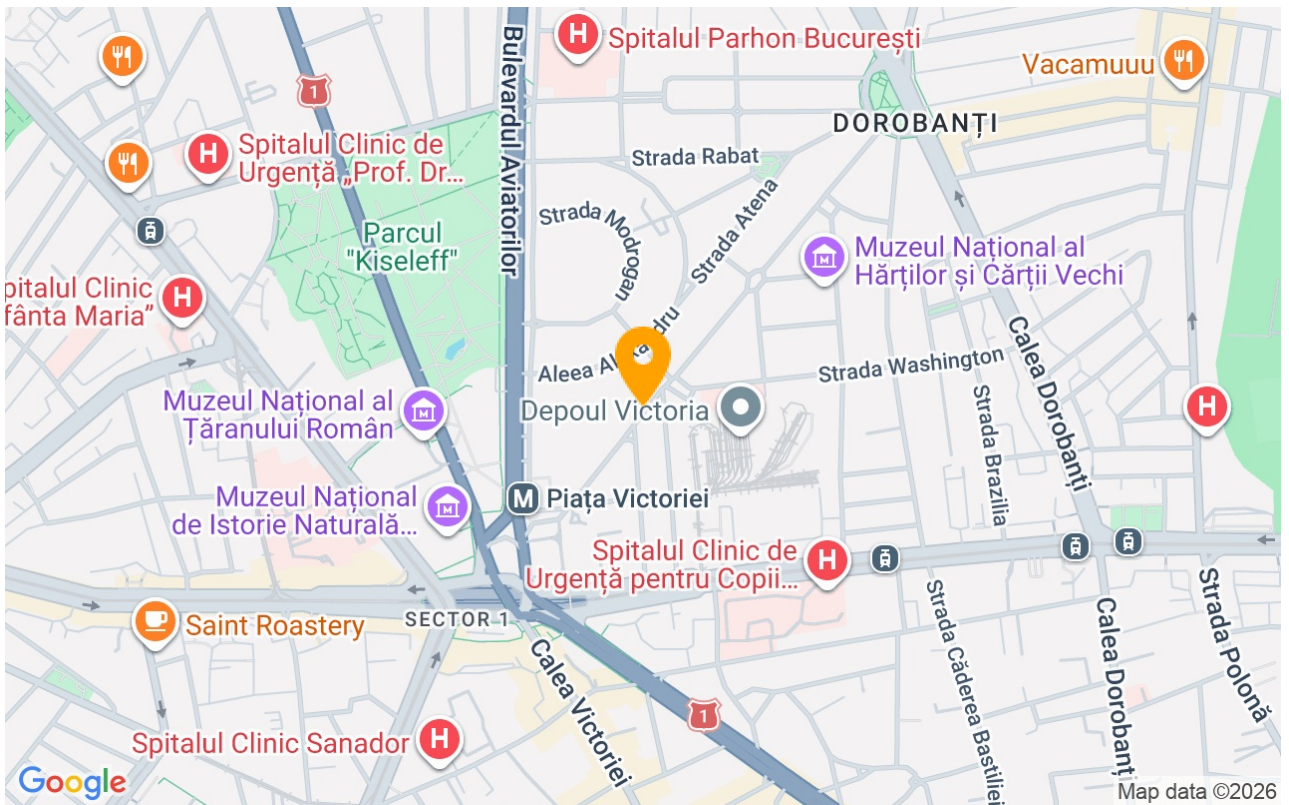 Spitalul Parhon București
Vacamuuu
1
DOROBANȚI
Bulevardul Aviatorilor
Spitalul Clinic de
Urgență „Prof. Dr...
Strada Rabat
Strada Atena
Strada Modrogan
Parcul
"Kiseleff"
Muzeul Național al
Hărților și Cărții Vechi
pitalul Clinic
fânta Maria”
Calea Dorobanți
Strada Washington
Muzeul Național al
Țăranului Român
Depoul Victoria
Strada Brazilia
Muzeul Național
de Istorie Naturală...
Piața Victoriei
Spitalul Clinic de
Urgență pentru Copii...
SECTOR 1
Saint Roastery
Strada Căderea Bastiliei
Calea Dorobanți
Strada Polonă
Calea Victoriei
1
Spitalul Clinic Sanador
Google
Map data ©2026